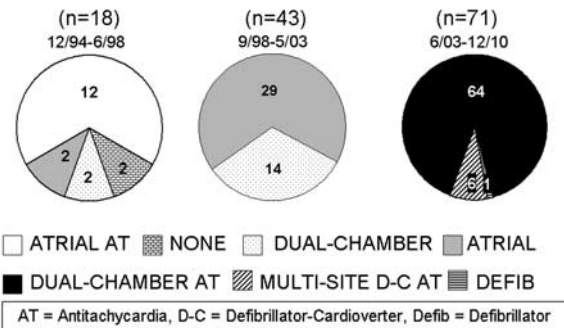 (n=18) (n=43) (n=71)
12/94-6/98 9/98-5/03 6/03-12/10
12 29 64
2 2 2 14 6 1
ATRIAL AT NONE DUAL-CHAMBER ATRIAL
DUAL-CHAMBER AT MULTI-SITE D-C AT DEFIB
AT = Antitachycardia, D-C = Defibrillator-Cardioverter, Defib = Defibrillator